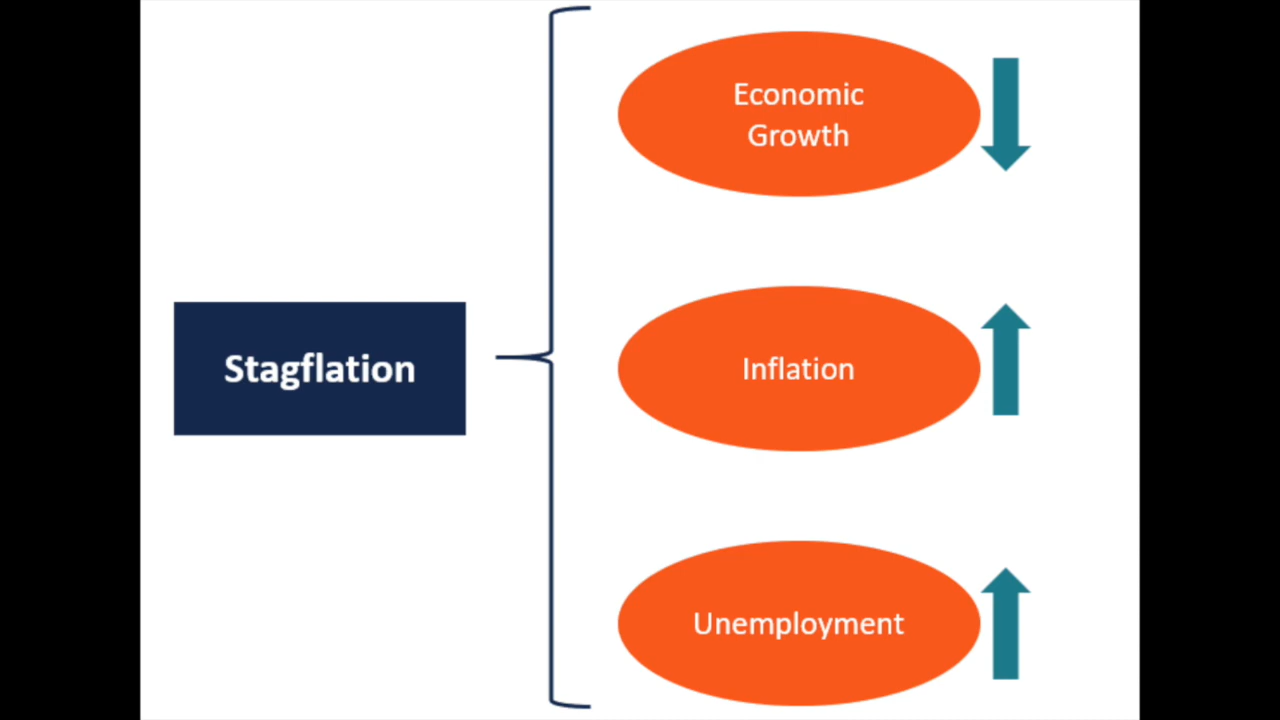 Economic
Growth
Stagflation
Inflation
Unemployment